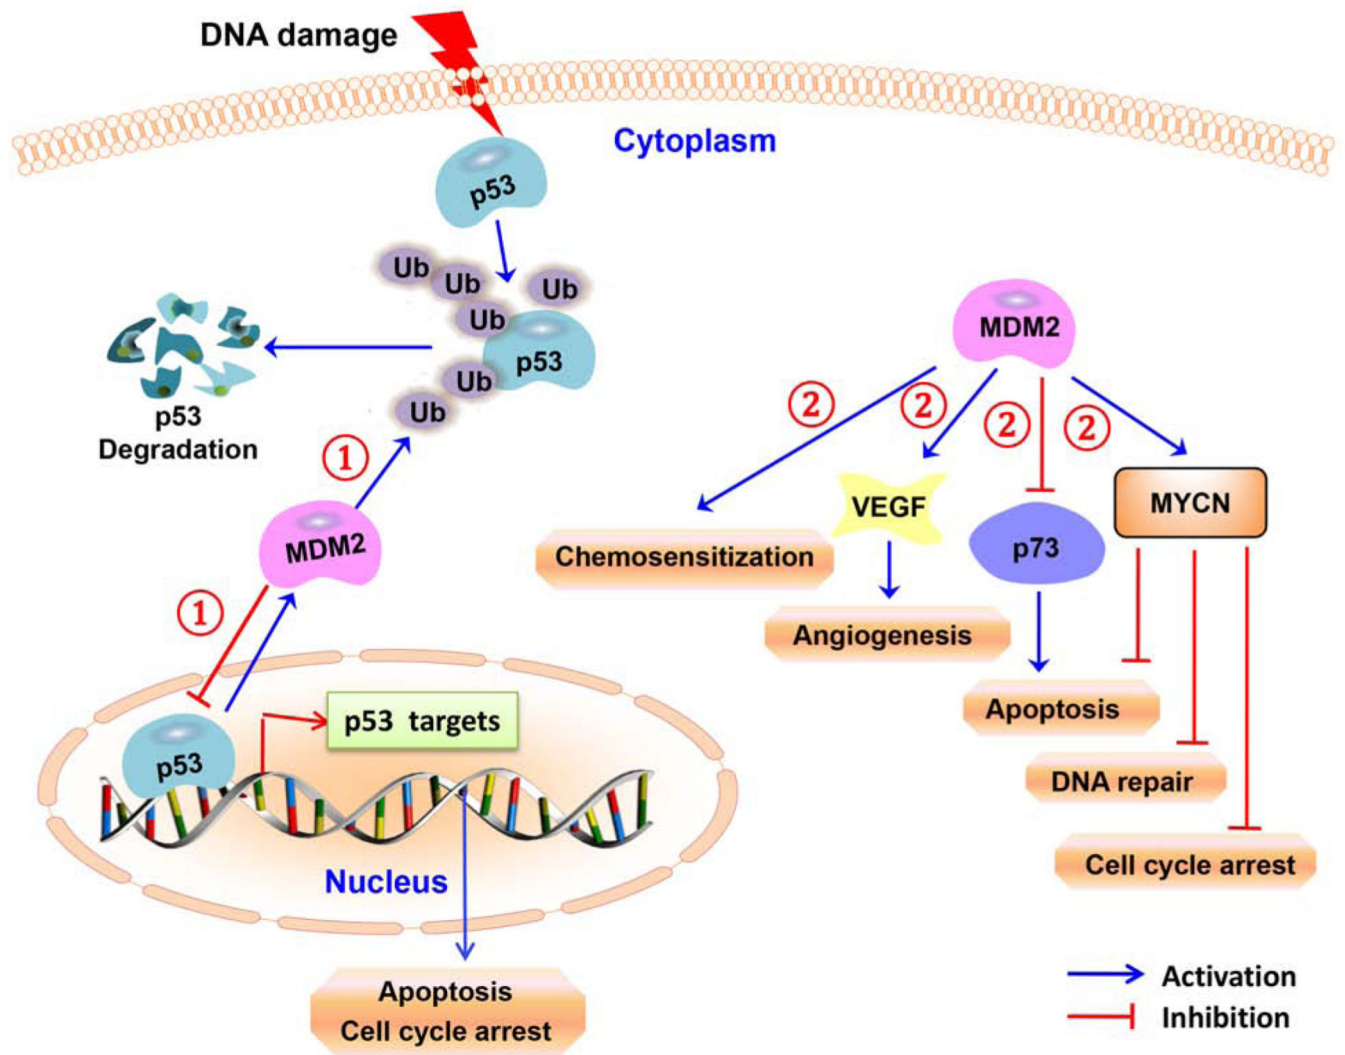 DNA damage
Cytoplasm
p53
Ub
Ub
Ub
Ub
p53
Ub
Ub
p53
Degradation
①
MDM2
①
p53
p53 targets
Nucleus
Apoptosis
Cell cycle arrest
MDM2
②
②
②
②
Chemosensitization
VEGF
p73
MYCN
Angiogenesis
Apoptosis
DNA repair
Cell cycle arrest
Activation
Inhibition